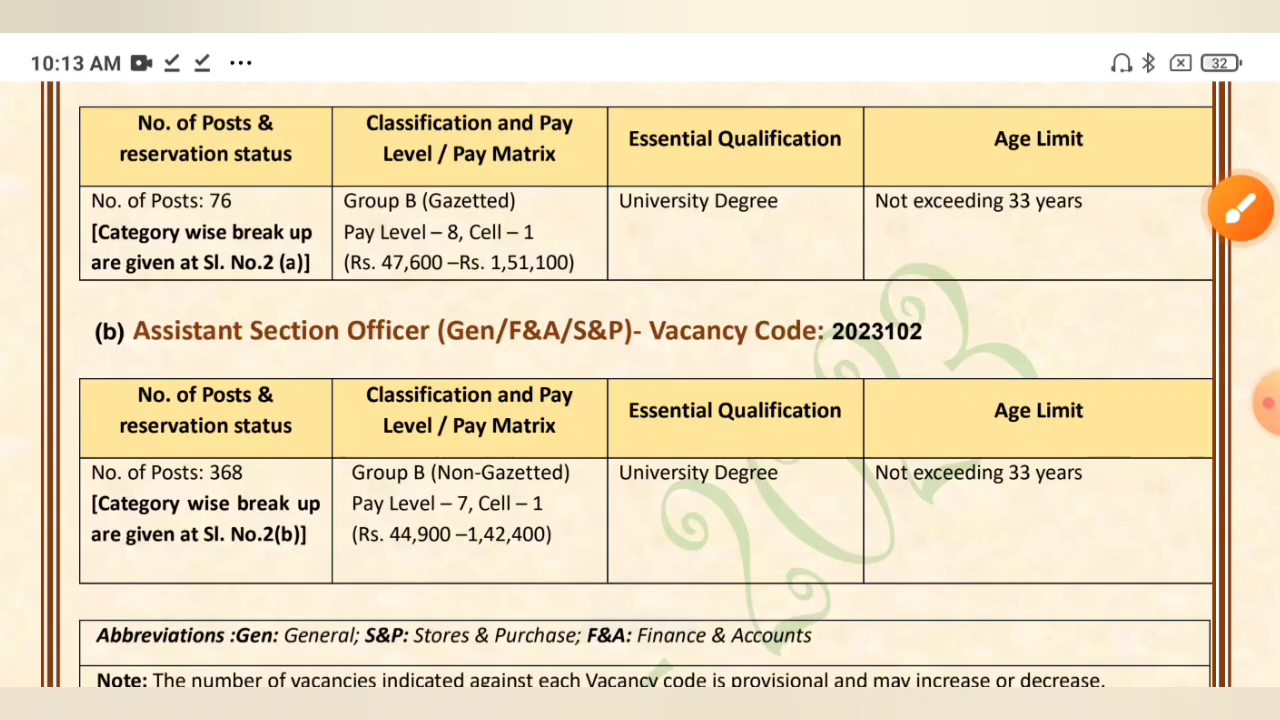 10:13 AM
32
No. of Posts &
reservation status
Classification and Pay
Level / Pay Matrix
Essential Qualification
Age Limit
No. of Posts: 76
[Category wise break up
are given at Sl. No.2 (a)]
Group B (Gazetted)
Pay Level – 8, Cell – 1
(Rs. 47,600 –Rs. 1,51,100)
University Degree
Not exceeding 33 years
(b) Assistant Section Officer (Gen/F&A/S&P)- Vacancy Code: 2023102
No. of Posts &
reservation status
Classification and Pay
Level / Pay Matrix
Essential Qualification
Age Limit
No. of Posts: 368
[Category wise break up
are given at Sl. No.2(b)]
Group B (Non-Gazetted)
Pay Level – 7, Cell – 1
(Rs. 44,900 –1,42,400)
University Degree
Not exceeding 33 years
Abbreviations :Gen: General; S&P: Stores & Purchase; F&A: Finance & Accounts
Note: The number of vacancies indicated against each Vacancy code is provisional and may increase or decrease.
2023